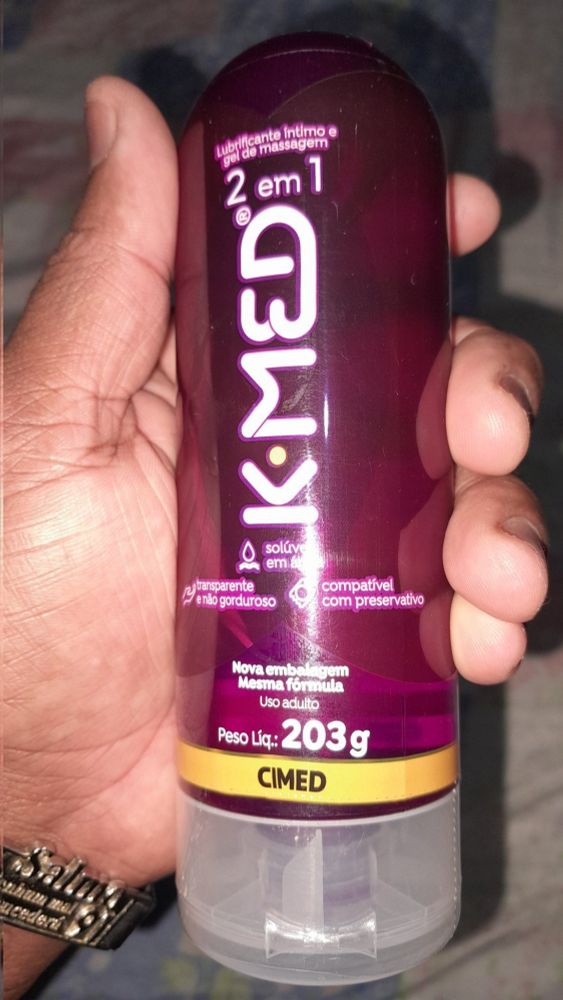 Lubrificante íntimo e
gel de massagem
2 em 1
K·MED®
solúvel
em
transparente
e não gorduroso
compatível
com preservativo
Nova embalagem
Mesma fórmula
Uso adulto
Peso Líq.: 203g
CIMED
Salmo